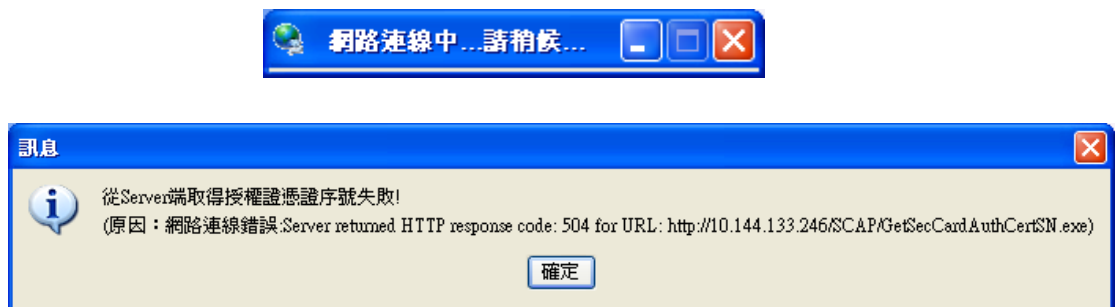 網路連線中...請稍候...
訊息
從Server端取得授權證憑證序號失敗!
(原因：網路連線錯誤:Server returned HTTP response code: 504 for URL: http://10.144.133.246/SCAP/GetSecCardAuthCertSN.exe)
確定